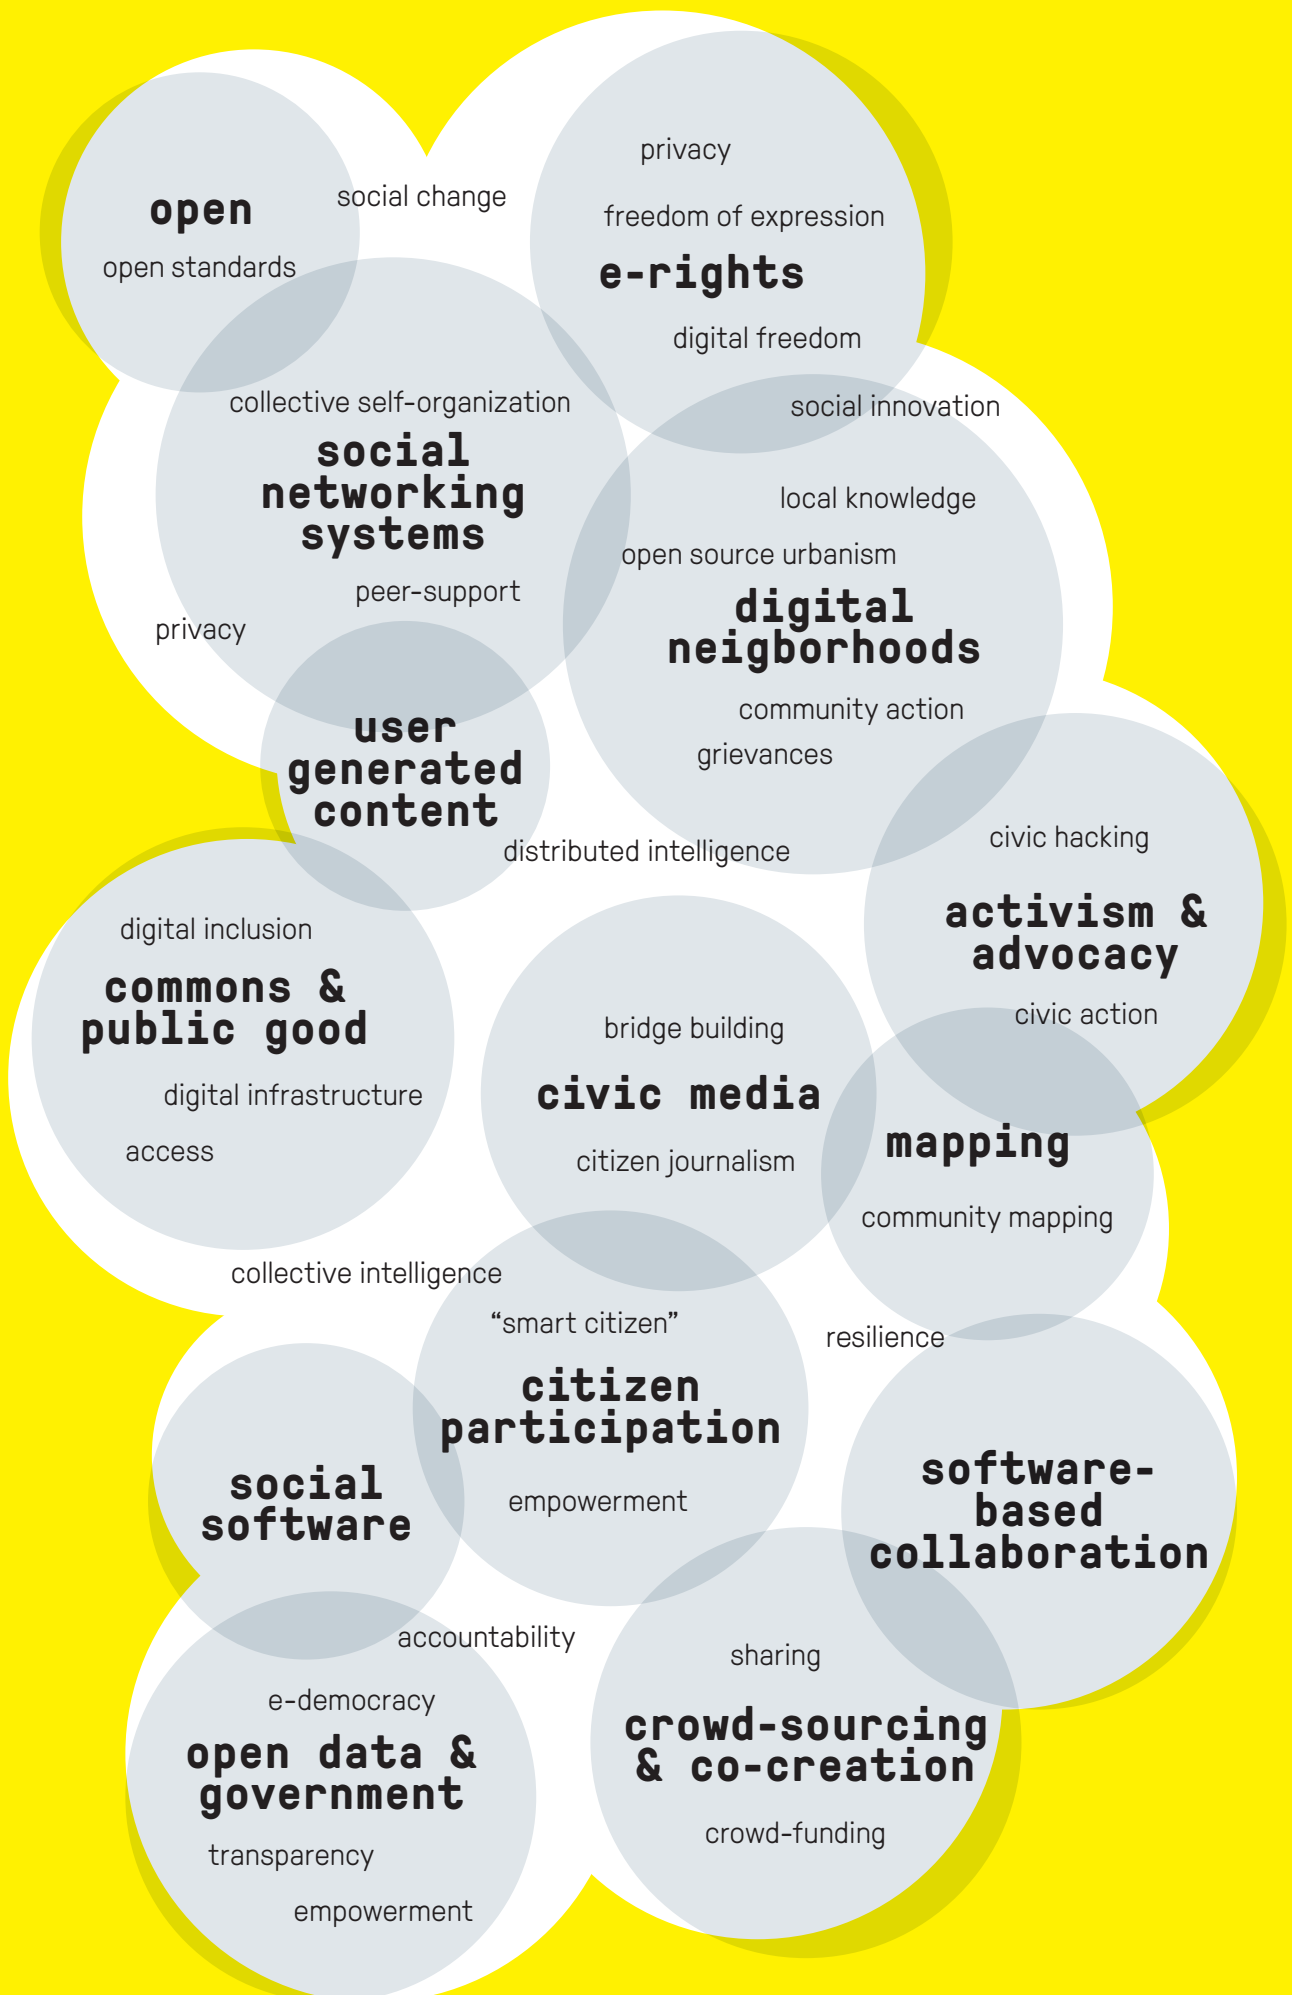 privacy
freedom of expression
e-rights
digital freedom
open
open standards
social change
collective self-organization
social
networking
systems
peer-support
privacy
social innovation
local knowledge
open source urbanism
digital
neigborhoods
community action
grievances
user
generated
content
distributed intelligence
civic hacking
activism &
advocacy
civic action
digital inclusion
commons &
public good
digital infrastructure
access
bridge building
civic media
citizen journalism
mapping
community mapping
collective intelligence
“smart citizen”
citizen
participation
empowerment
resilience
social
software
software-
based
collaboration
accountability
e-democracy
open data &
government
transparency
empowerment
sharing
crowd-sourcing
& co-creation
crowd-funding